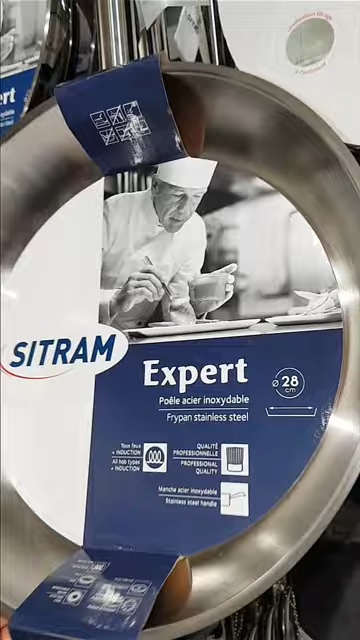 SITRAM
Expert
Poêle acier inoxydable
Frypan stainless steel
Ø 28
cm
Tous feux
+ INDUCTION
All hob types
+ INDUCTION
QUALITÉ
PROFESSIONNELLE
PROFESSIONAL
QUALITY
Manche acier inoxydable
Stainless steel handle